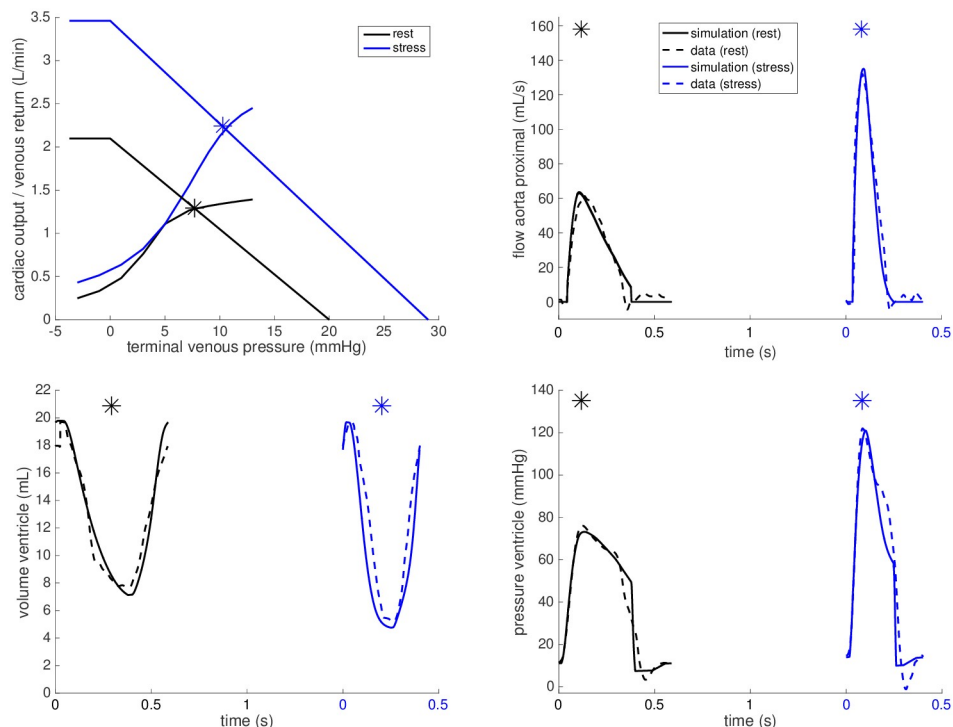 cardiac output / venous return (L/min)
3.5
3
2.5
2
1.5
1
0.5
0
-5 0 5 10 15 20 25 30
terminal venous pressure (mmHg)
rest
stress
flow aorta proximal (mL/s)
160
140
120
100
80
60
40
20
0
0 0.5 1 0 0.5
time (s)
simulation (rest)
data (rest)
simulation (stress)
data (stress)
volume ventricle (mL)
22
20
18
16
14
12
10
8
6
4
2
0
0 0.5 1 0 0.5
time (s)
pressure ventricle (mmHg)
140
120
100
80
60
40
20
0
0 0.5 1 0 0.5
time (s)